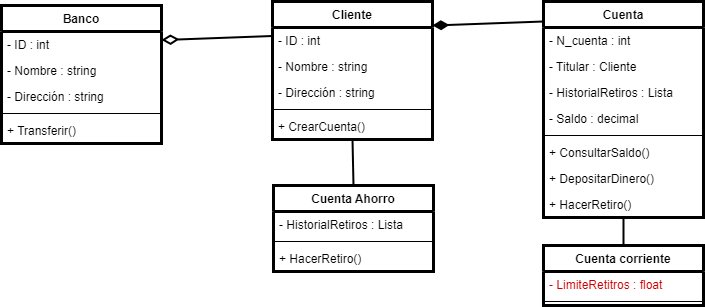 Banco
- ID : int
- Nombre : string
- Dirección : string
+ Transferir()
Cliente
- ID : int
- Nombre : string
- Dirección : string
+ CrearCuenta()
Cuenta
- N_cuenta : int
- Titular : Cliente
- HistorialRetiros : Lista
- Saldo : decimal
+ ConsultarSaldo()
+ DepositarDinero()
+ HacerRetiro()
Cuenta Ahorro
- HistorialRetiros : Lista
+ HacerRetiro()
Cuenta corriente
- LimiteRetitros : float